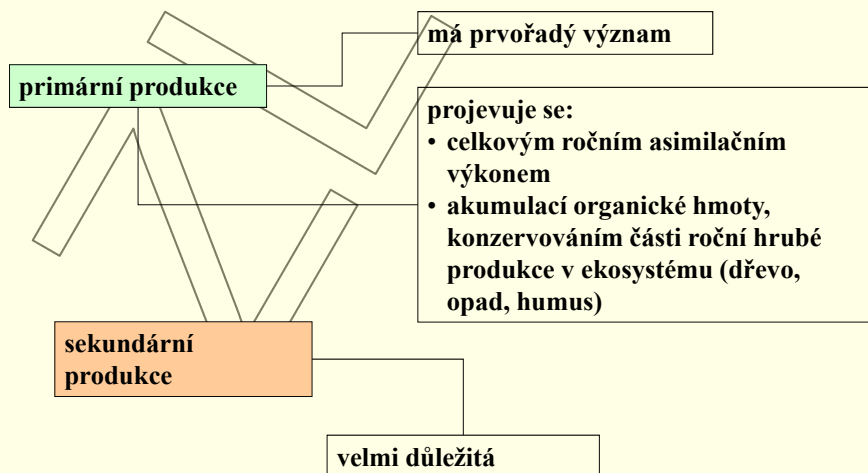 má prvořadý význam
primární produkce
projevuje se:
• celkovým ročním asimilačním
výkonem
• akumulací organické hmoty,
konzervováním části roční hrubé
produkce v ekosystému (dřevo,
opad, humus)
sekundární
produkce
velmi důležitá